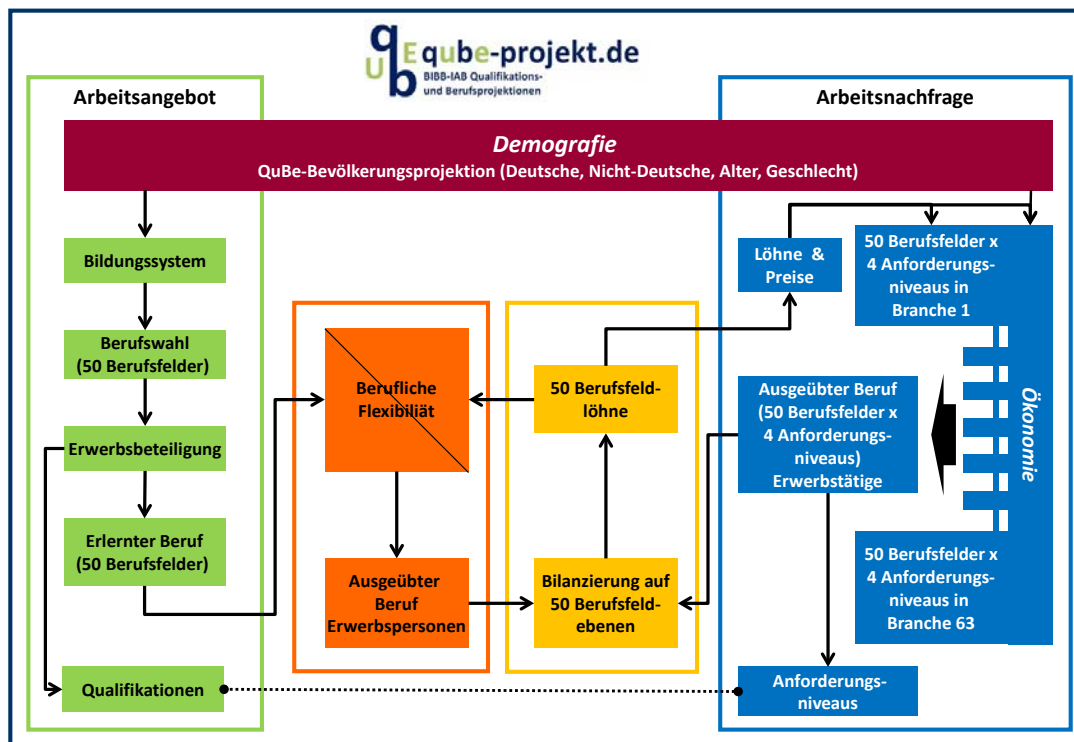 qUbE qube-projekt.de
BIBB-IAB Qualifikations-
und Berufsprojektionen
Arbeitsangebot
Arbeitsnachfrage
Demografie
QuBe-Bevölkerungsprojektion (Deutsche, Nicht-Deutsche, Alter, Geschlecht)
Bildungssystem
Berufswahl
(50 Berufsfelder)
Erwerbsbeteiligung
Erlernter Beruf
(50 Berufsfelder)
Qualifikationen
Berufliche
Flexibiliät
Ausgeübter
Beruf
Erwerbspersonen
50 Berufsfeld-
löhne
Bilanzierung auf
50 Berufsfeld-
ebenen
Löhne &
Preise
50 Berufsfelder x
4 Anforderungs-
niveaus in
Branche 1
Ausgeübter Beruf
(50 Berufsfelder x
4 Anforderungs-
niveaus)
Erwerbstätige
Ökonomie
50 Berufsfelder x
4 Anforderungs-
niveaus in
Branche 63
Anforderungs-
niveaus